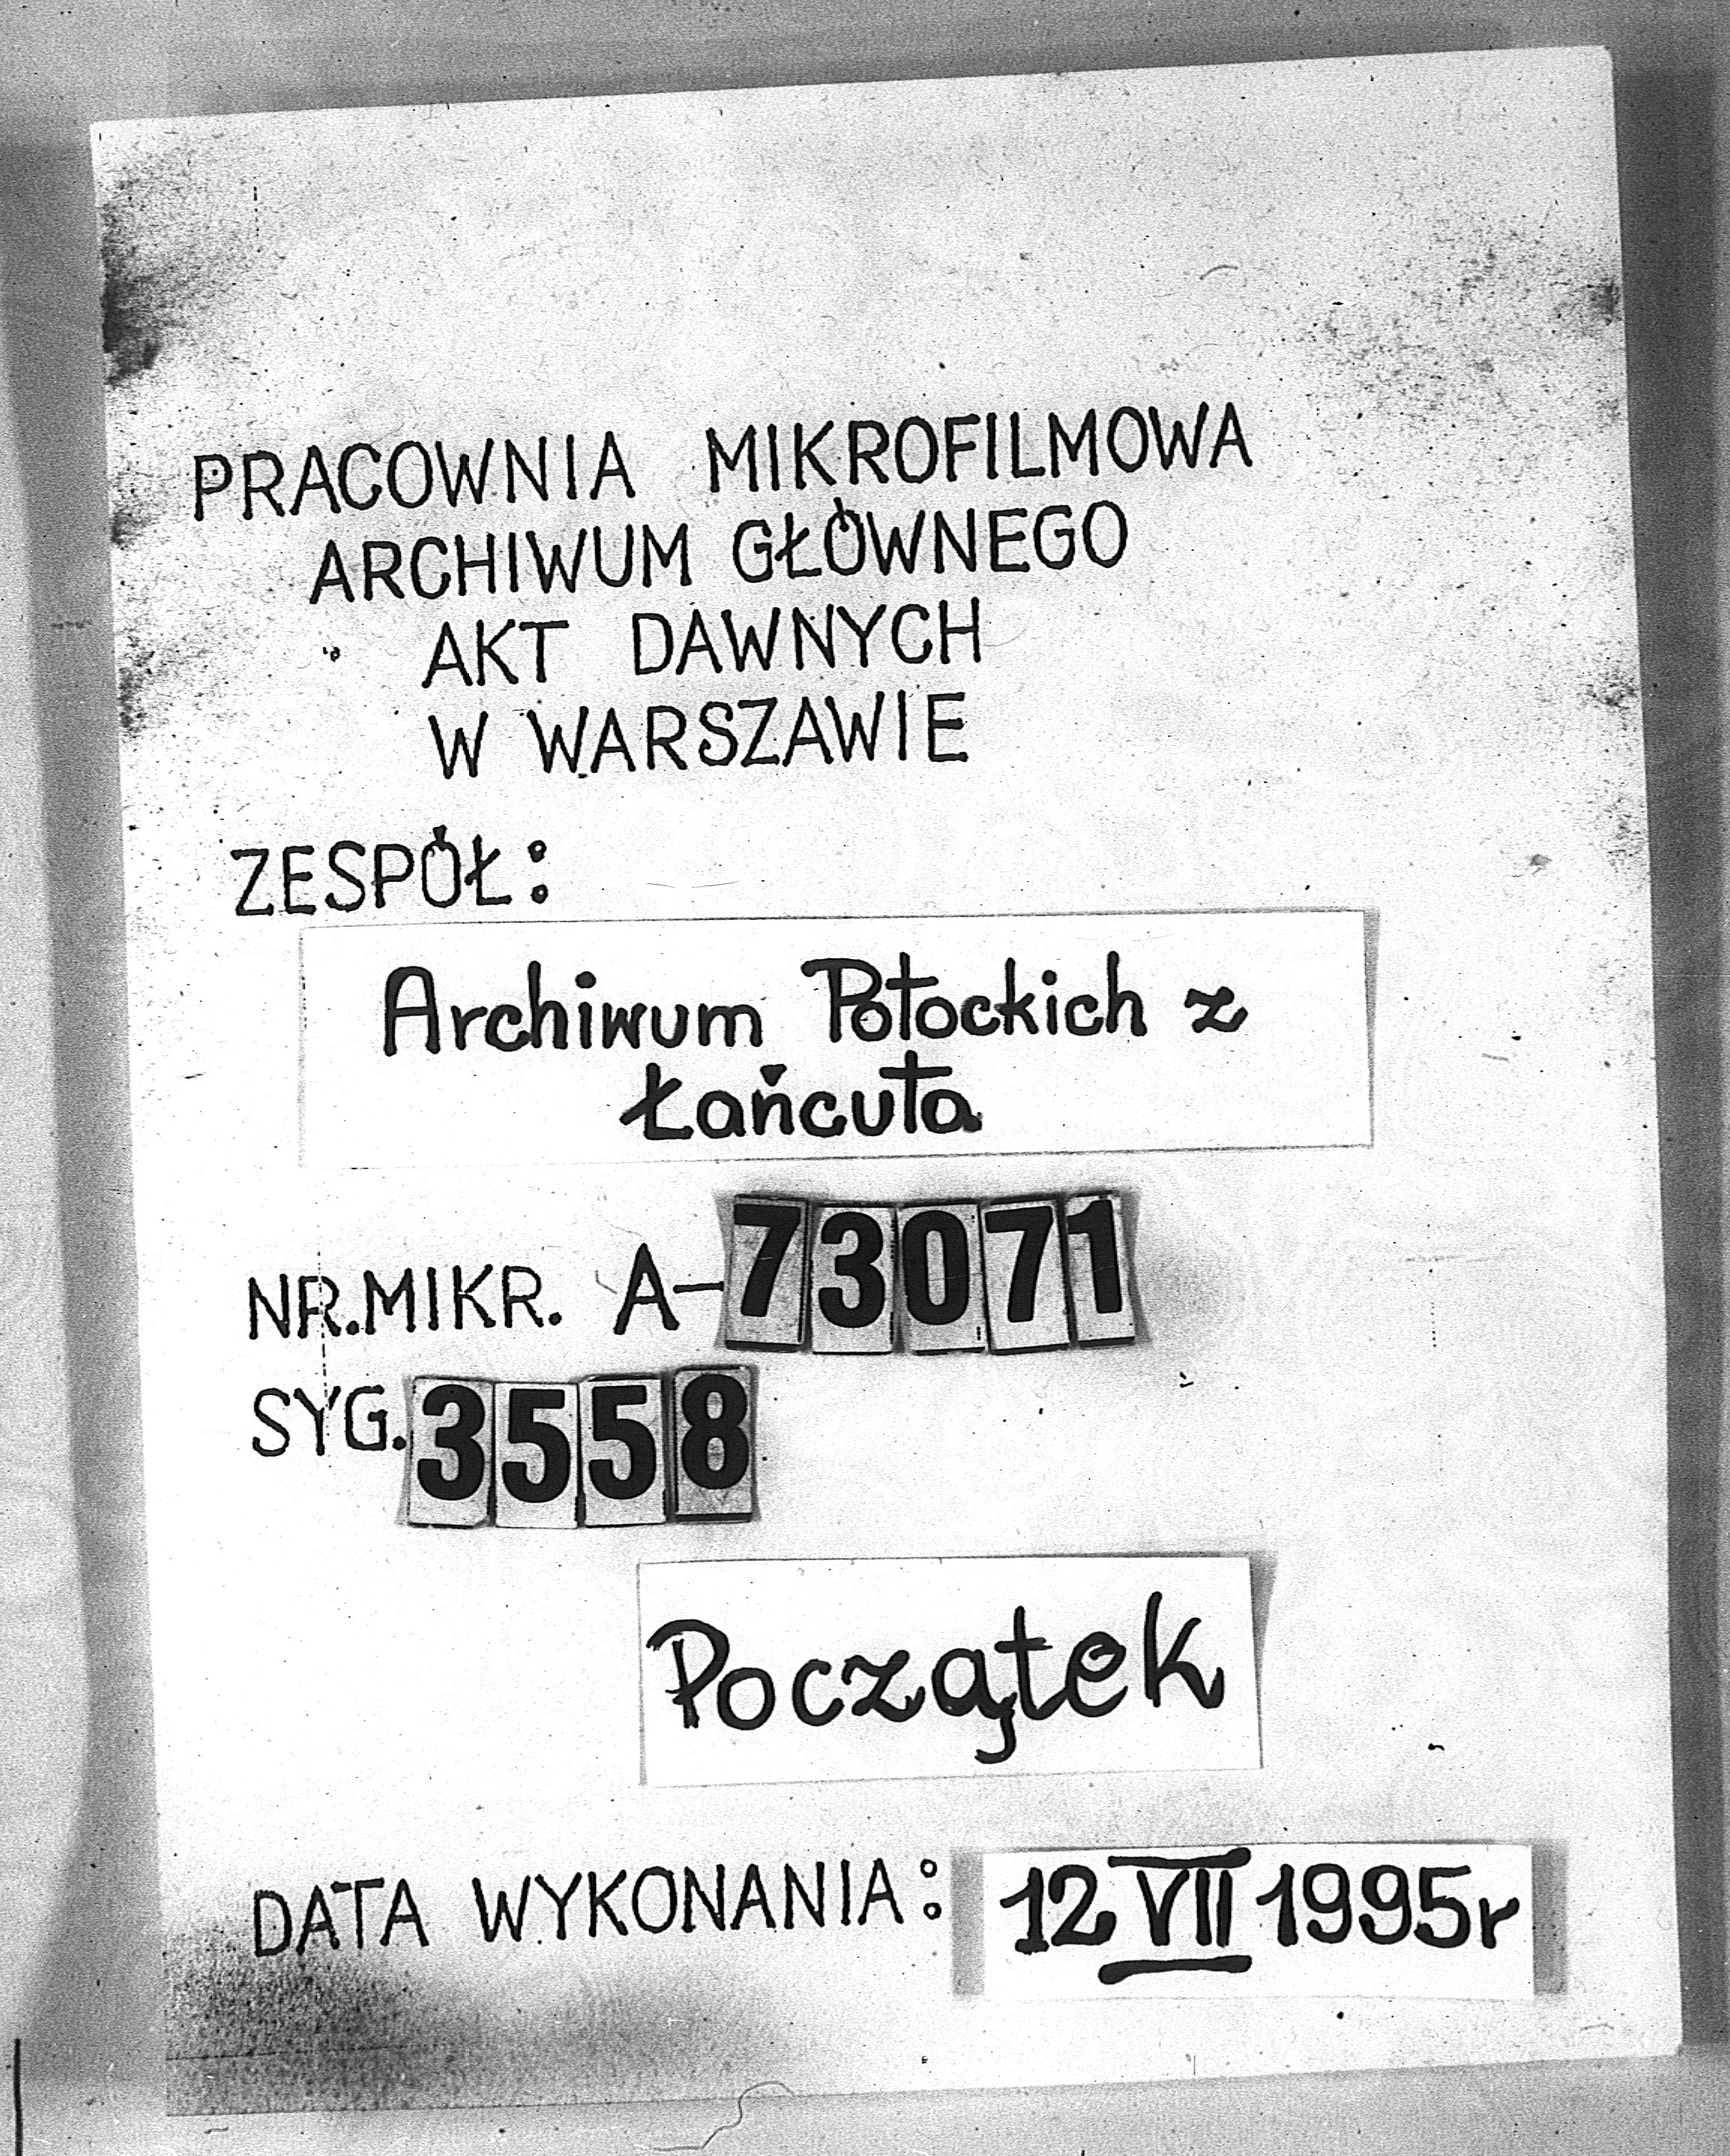 PRACOWNIA MIKROFILMOWA
ARCHIWUM GŁÓWNEGO
AKT DAWNYCH
W WARSZAWIE
ZESPÓŁ:
Archiwum Potockich z
Łańcuta
NR.MIKR. A-73071
SYG. 3558
Początek
DATA WYKONANIA: 12 VII 1995r